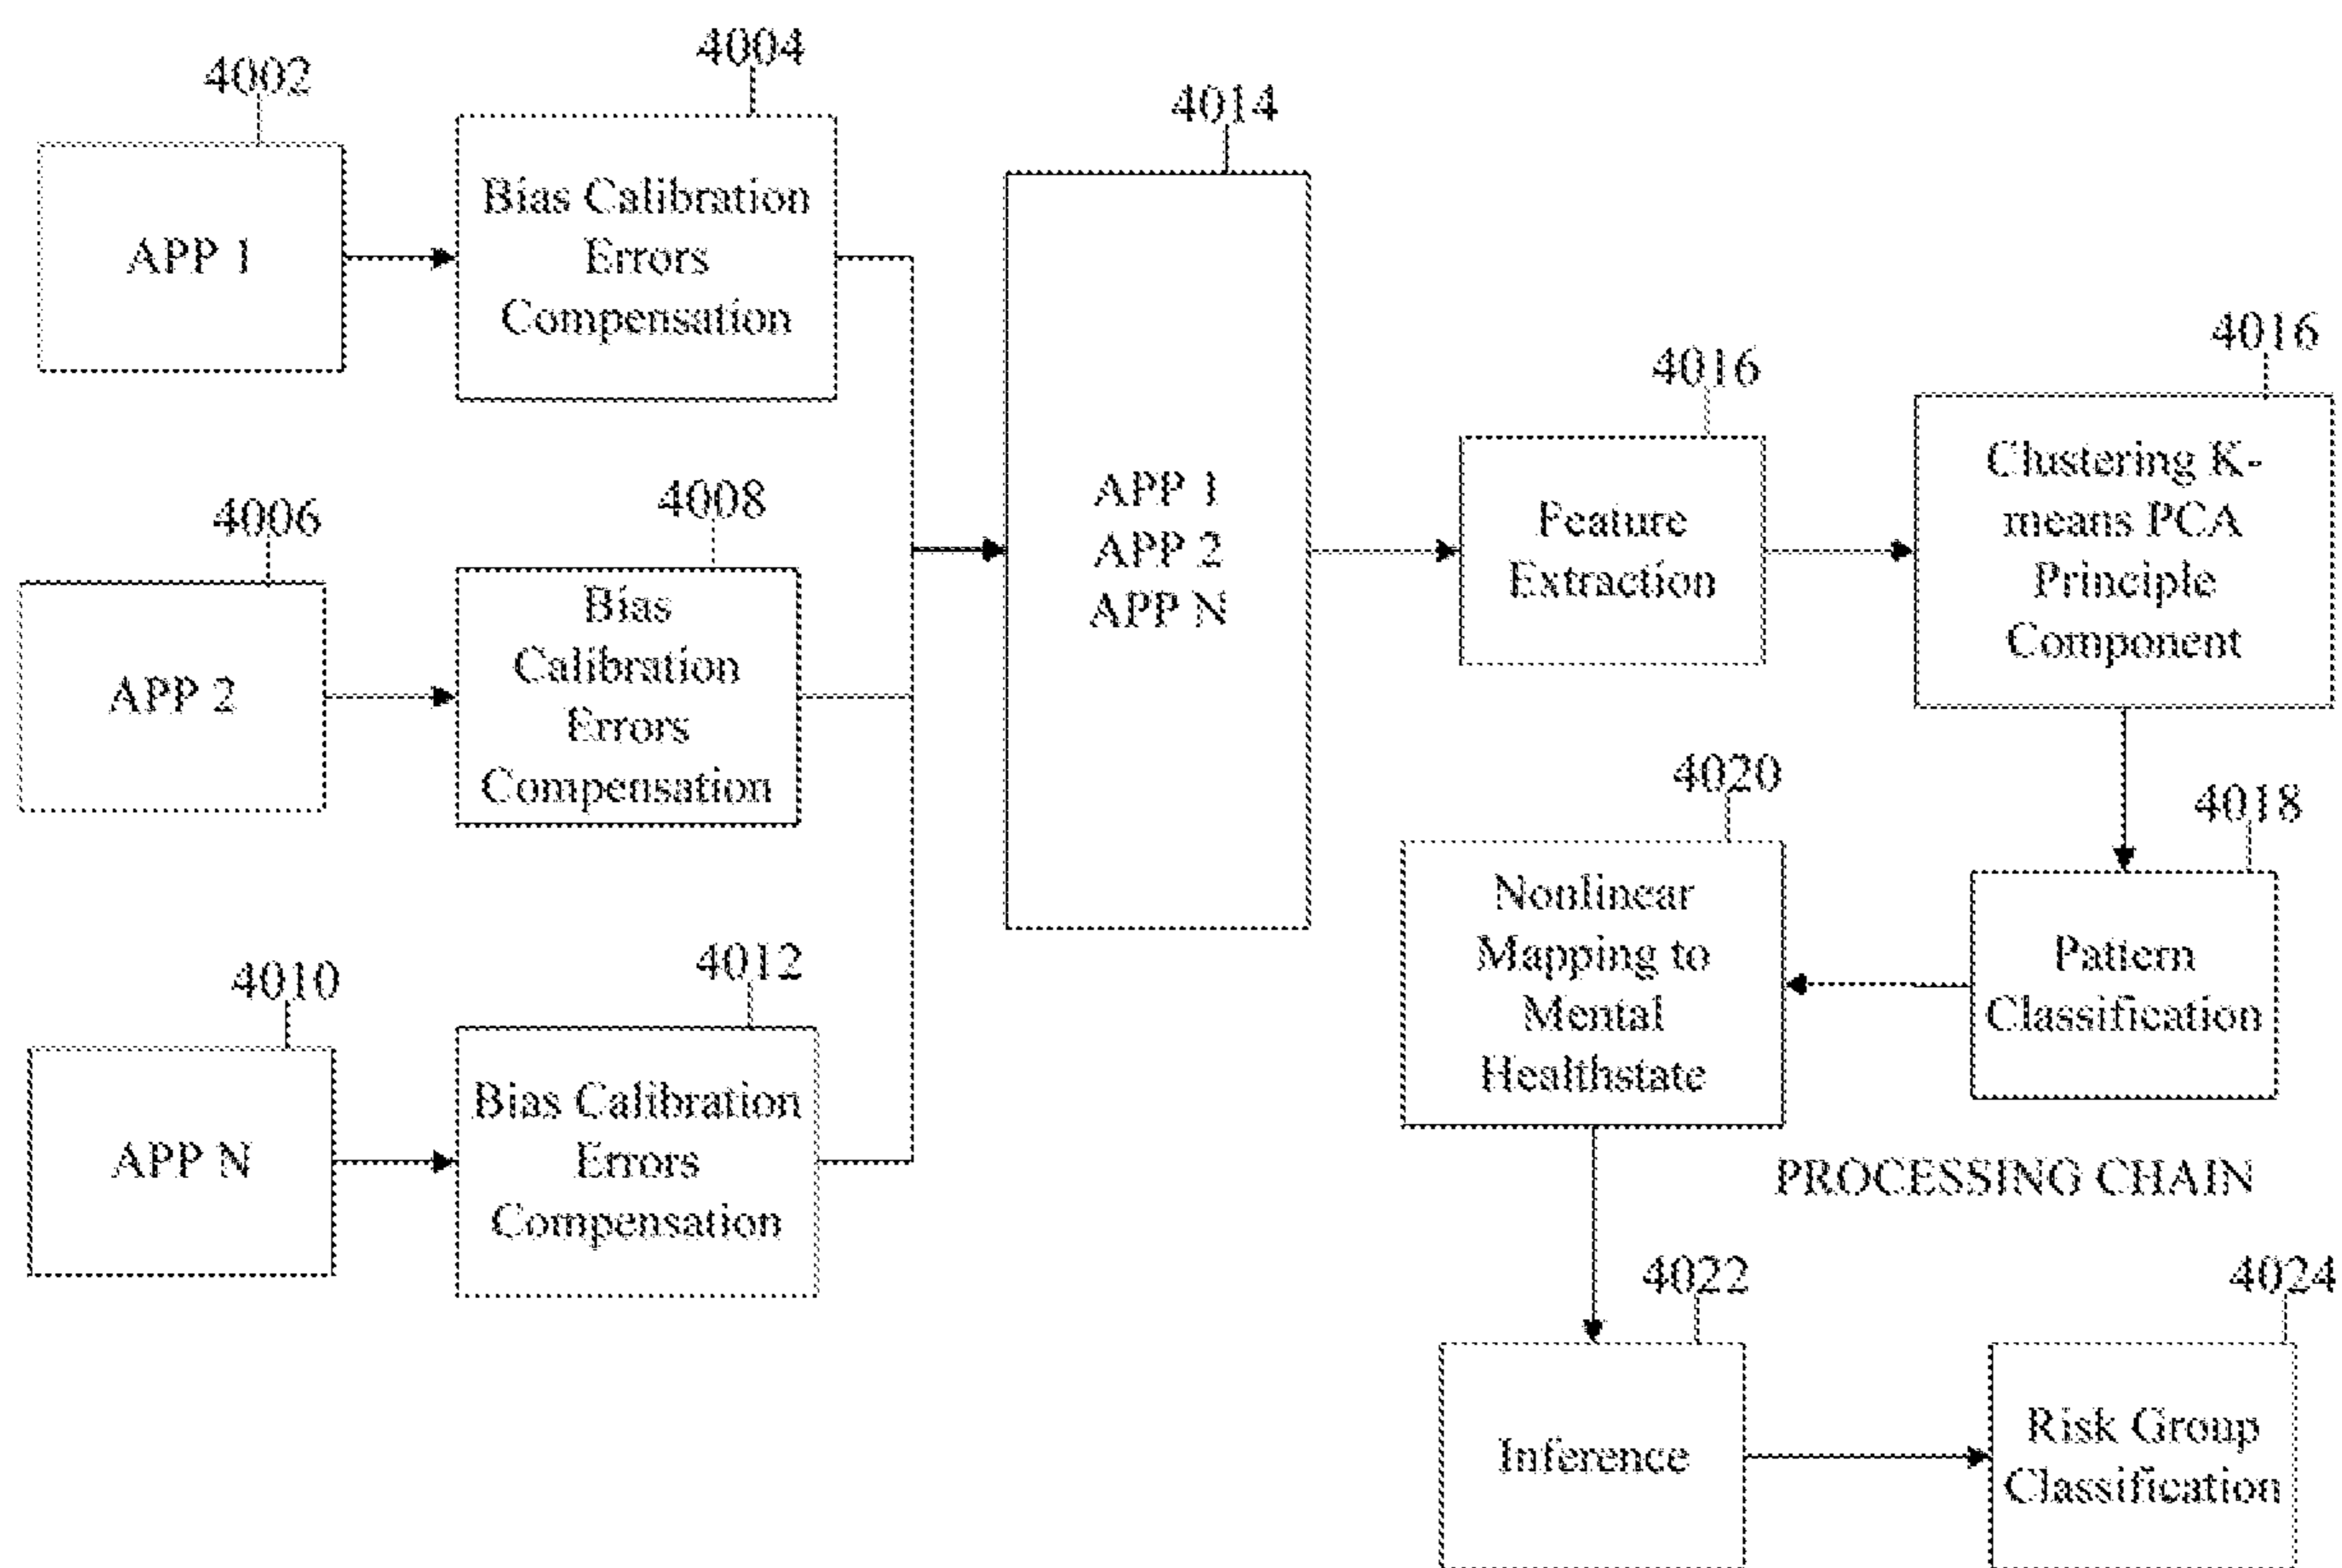 4002
APP 1
4004
Bias Calibration
Errors
Compensation
4006
APP 2
4008
Bias
Calibration
Errors
Compensation
4010
APP N
4012
Bias Calibration
Errors
Compensation
4014
APP 1
APP 2
APP N
4016
Feature
Extraction
4016
Clustering K-
means PCA
Principle
Component
4018
Pattern
Classification
4020
Nonlinear
Mapping to
Mental
Healthstate
PROCESSING CHAIN
4022
Inference
4024
Risk Group
Classification